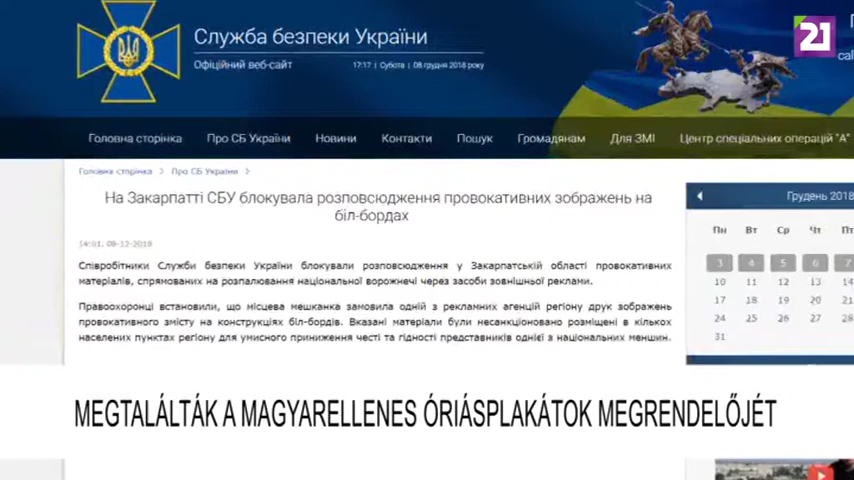 21
Служба безпеки України
Офіційний веб-сайт
17:17 | Субота | 08 грудня 2018 року
Головна сторінка Про СБ України Новини Контакти Пошук Громадянам Для ЗМІ Центр спеціальних операцій "А"
Головна сторінка > Про СБ України >
На Закарпатті СБУ блокувала розповсюдження провокативних зображень на
біл-бордах
14:01, 08-12-2018
Співробітники Служби безпеки України блокували розповсюдження у Закарпатській області провокативних
матеріалів, спрямованих на розпалювання національної ворожнечі через засоби зовнішньої реклами.
Правоохоронці встановили, що місцева мешканка замовила одній з рекламних агенцій регіону друк зображень
провокативного змісту на конструкціях біл-бордів. Вказані матеріали були несанкціоновано розміщені в кількох
населених пунктах регіону для умисного приниження честі та гідності представників однієї з національних меншин.
Грудень 2018
Пн Вт Ср Чт Пт
3 4 5 6 7
10 11 12 13 14
17 18 19 20 21
24 25 26 27 28
31
MEGTALÁLTÁK A MAGYARELLENES ÓRIÁSPLAKÁTOK MEGRENDELŐJÉT